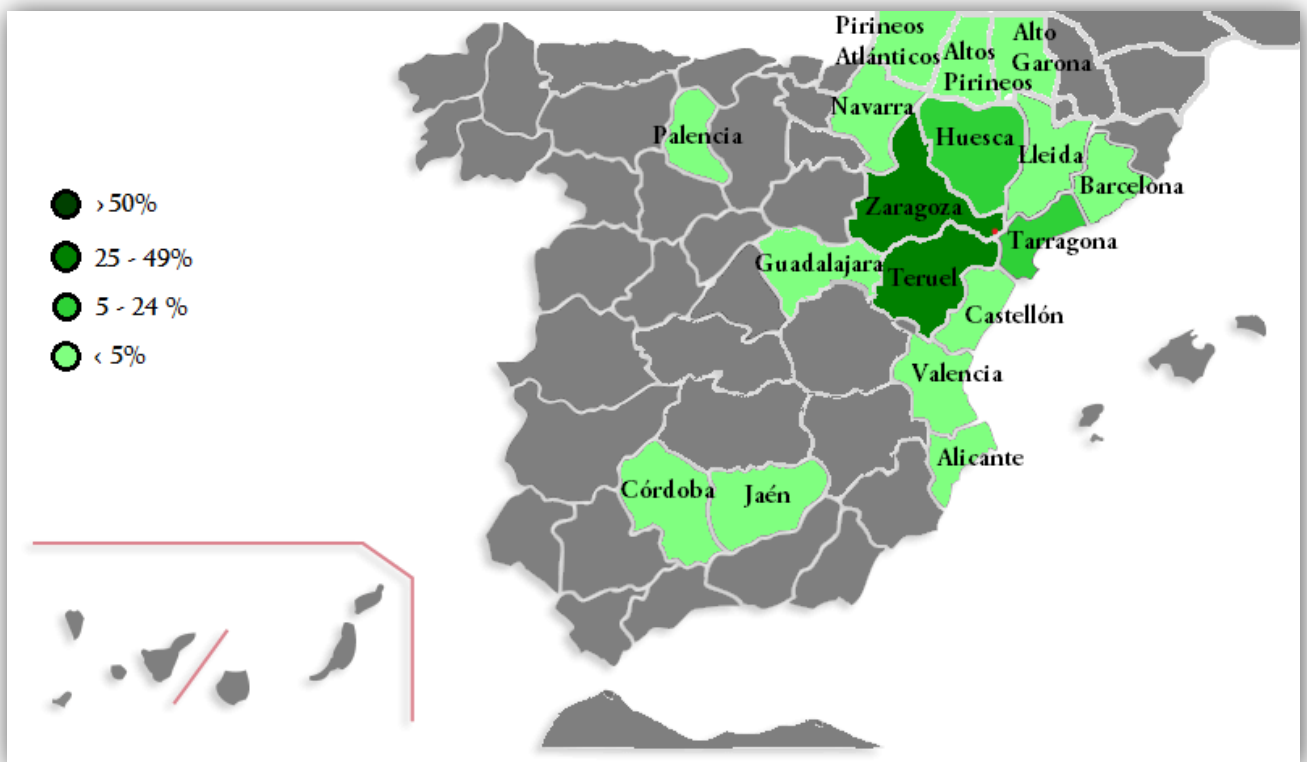 Pirineos
Atlánticos
Altos
Pirineos
Alto
Garona
Navarra
Huesca
Palencia
Lleida
Barcelona
› 50%
Zaragoza
Tarragona
25 - 49%
Guadalajara
Teruel
5 - 24 %
Castellón
‹ 5%
Valencia
Alicante
Córdoba
Jaén